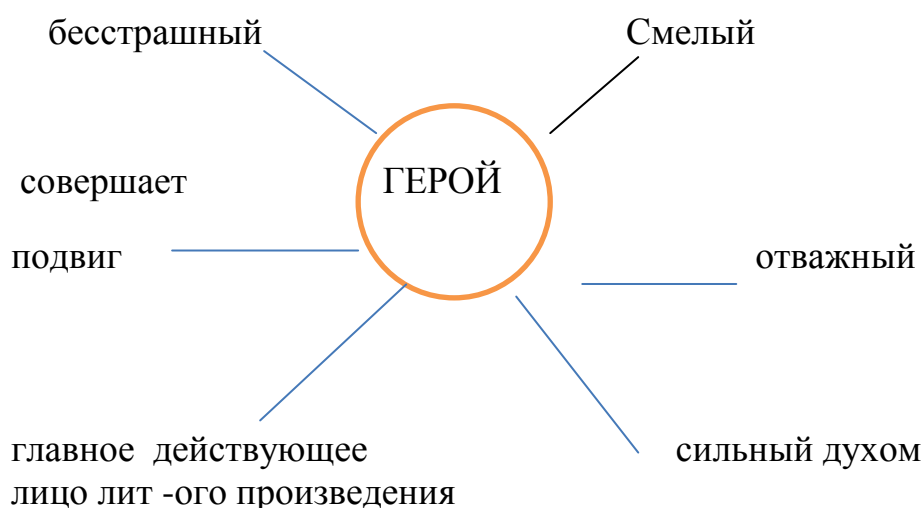 бесстрашный
Смелый
ГЕРОЙ
совершает
подвиг
отважный
главное действующее
лицо лит -ого произведения
сильный духом